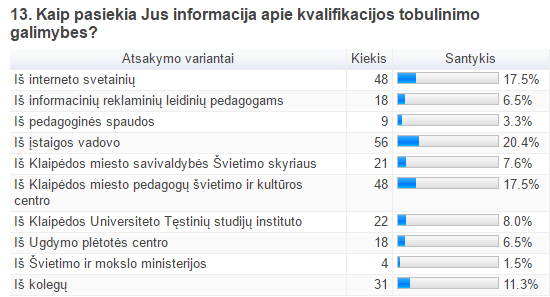 13. Kaip pasiekia Jus informacija apie kvalifikacijos tobulinimo
galimybes?
Atsakymo variantai Kiekis Santykis
Iš interneto svetainių 48 17.5%
Iš informacinių reklaminių leidinių pedagogams 18 6.5%
Iš pedagoginės spaudos 9 3.3%
Iš įstaigos vadovo 56 20.4%
Iš Klaipėdos miesto savivaldybės Švietimo skyriaus 21 7.6%
Iš Klaipėdos miesto pedagogų švietimo ir kultūros 48 17.5%
centro
Iš Klaipėdos Universiteto Tęstinių studijų instituto 22 8.0%
Iš Ugdymo plėtotės centro 18 6.5%
Iš Švietimo ir mokslo ministerijos 4 1.5%
Iš kolegų 31 11.3%